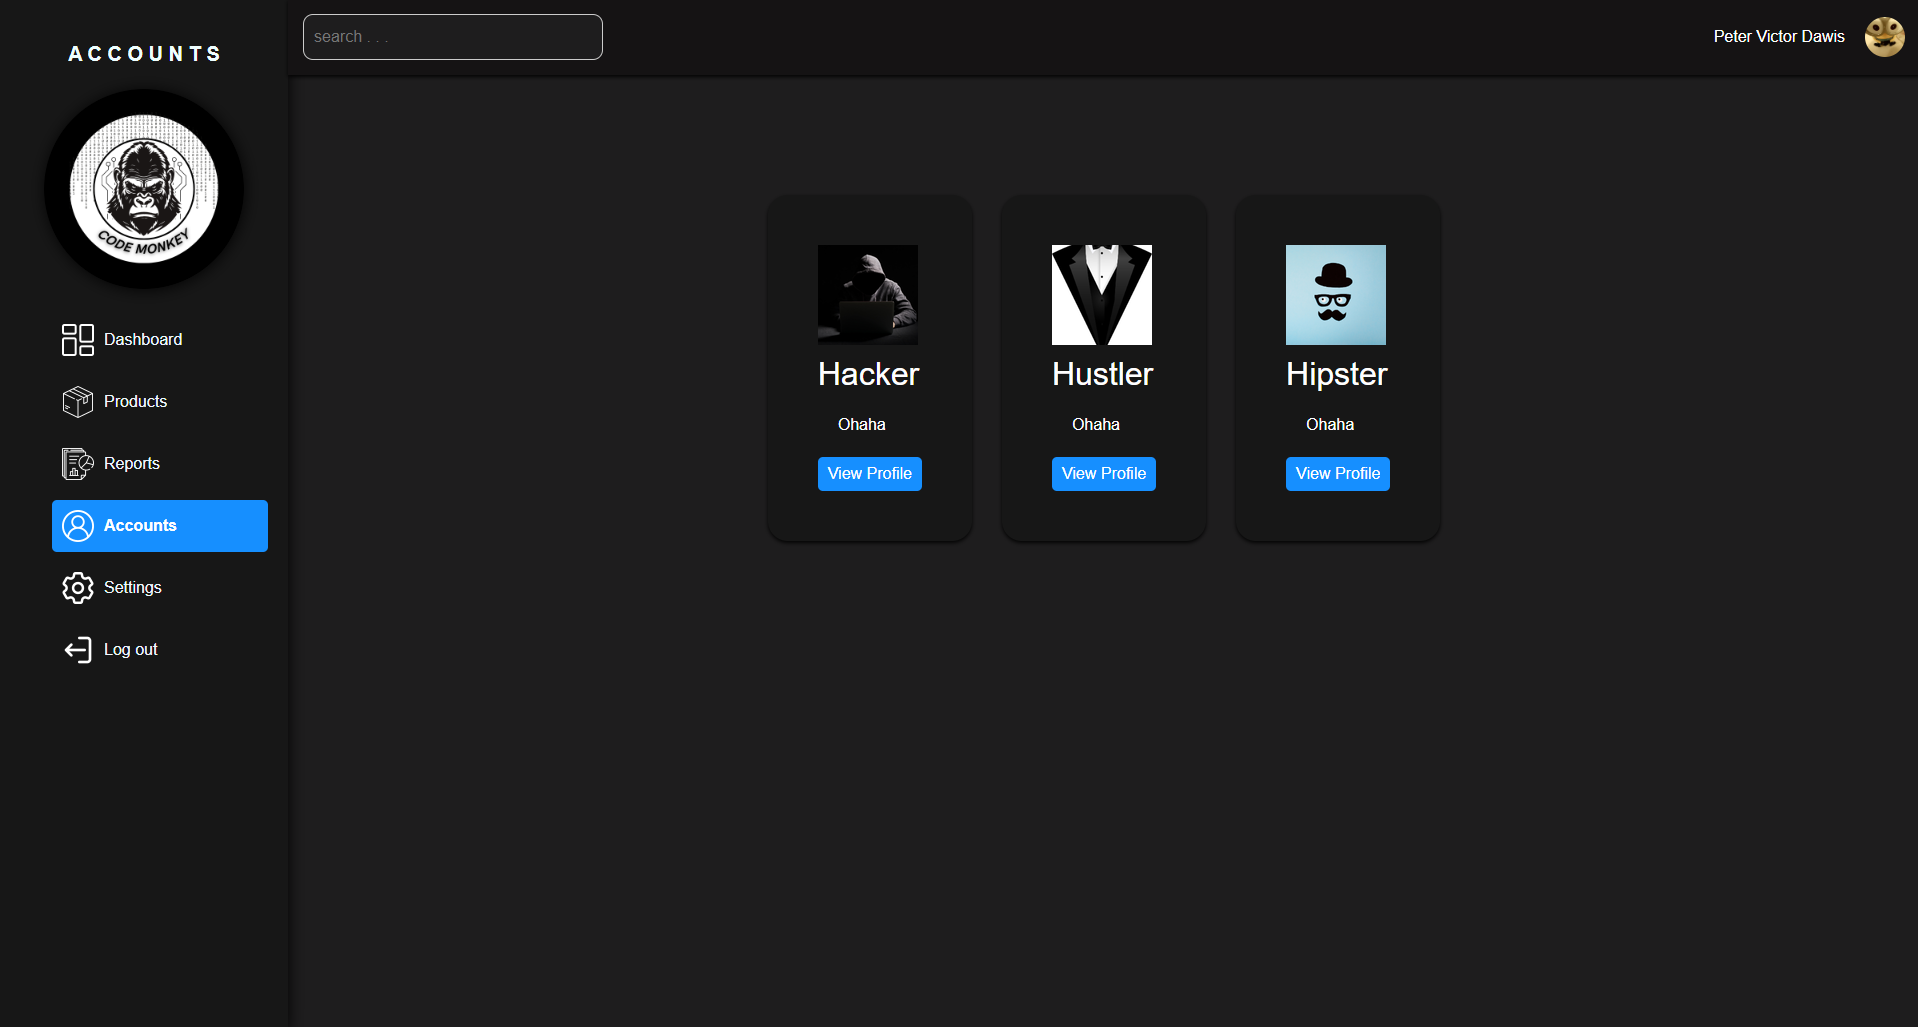 ACCOUNTS
CODE MONKEY
Dashboard
Products
Reports
Accounts
Settings
Log out
search . . .
Peter Victor Dawis
Hacker
Ohaha
View Profile
Hustler
Ohaha
View Profile
Hipster
Ohaha
View Profile